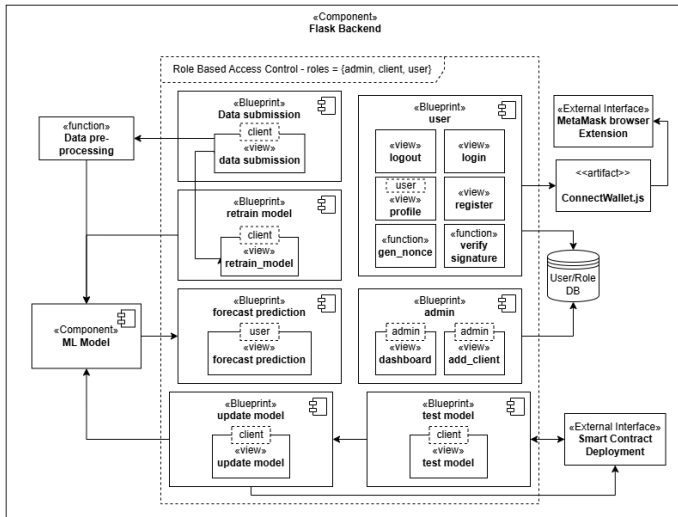 «Component»
Flask Backend
Role Based Access Control - roles = {admin, client, user}
«Blueprint»
Data submission
client
«view»
data submission
«Blueprint»
user
«view»
logout
«view»
login
user
«view»
profile
«view»
register
«function»
gen_nonce
«function»
verify
signature
«External Interface»
MetaMask browser
Extension
<<artifact>>
ConnectWallet.js
«function»
Data pre-
processing
«Blueprint»
retrain model
client
«view»
retrain_model
User/Role
DB
«Component»
ML Model
«Blueprint»
forecast prediction
user
«view»
forecast prediction
«Blueprint»
admin
admin
«view»
dashboard
admin
«view»
add_client
«Blueprint»
update model
client
«view»
update model
«Blueprint»
test model
client
«view»
test model
«External Interface»
Smart Contract
Deployment